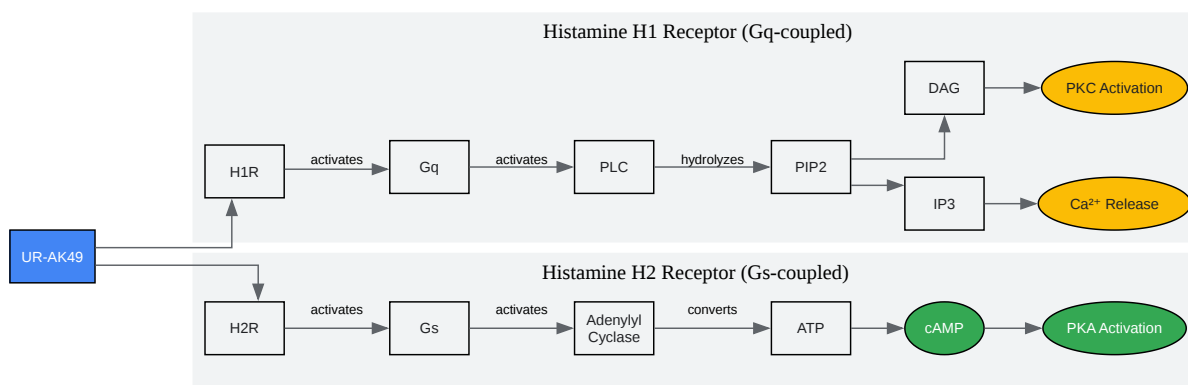 Histamine H1 Receptor (Gq-coupled)
DAG
PKC Activation
H1R
activates
Gq
activates
PLC
hydrolyzes
PIP2
IP3
Ca²⁺ Release
UR-AK49
Histamine H2 Receptor (Gs-coupled)
H2R
activates
Gs
activates
Adenylyl
Cyclase
converts
ATP
cAMP
PKA Activation